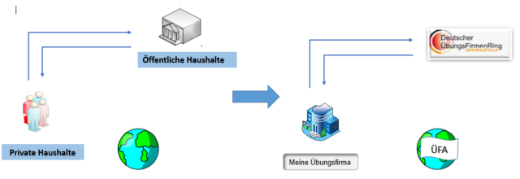 Öffentliche Haushalte
Private Haushalte
Deutscher
ÜbungsFirmenRing
Meine Übungsfirma
ÜFA